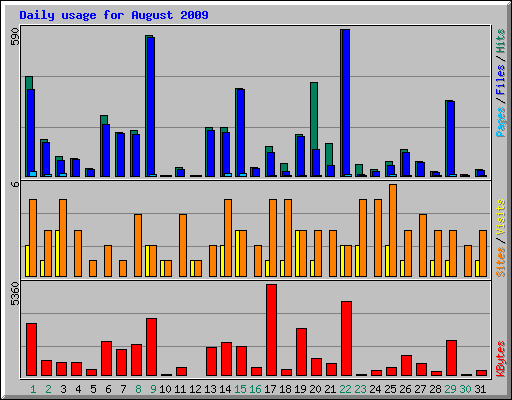 Daily usage for August 2009
590
Pages / Files / Hits
6
Sites / Visits
5360
KBytes
1 2 3 4 5 6 7 8 9 10 11 12 13 14 15 16 17 18 19 20 21 22 23 24 25 26 27 28 29 30 31